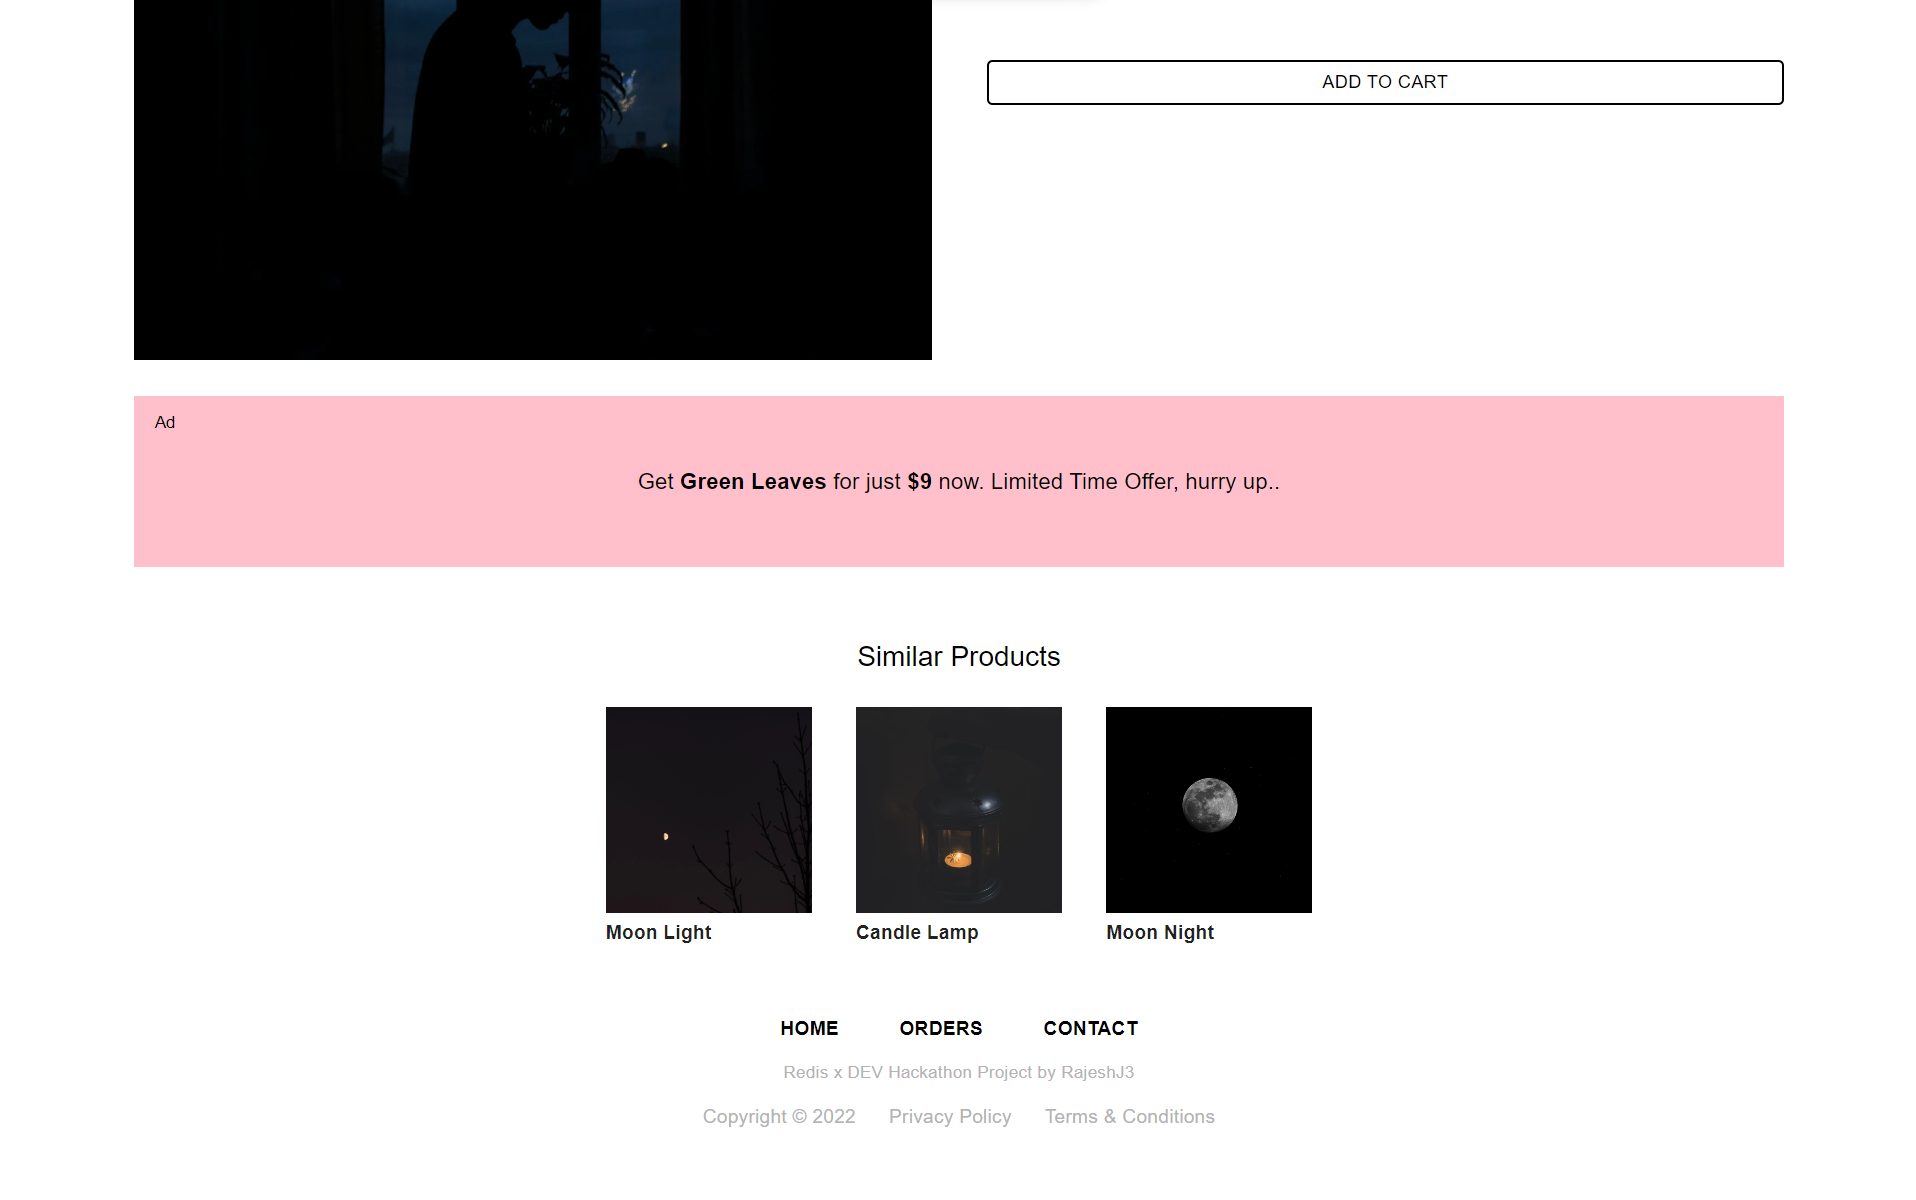 ADD TO CART
Ad
Get Green Leaves for just $9 now. Limited Time Offer, hurry up..
Similar Products
Moon Light
Candle Lamp
Moon Night
HOME ORDERS CONTACT
Redis x DEV Hackathon Project by RajeshJ3
Copyright © 2022 Privacy Policy Terms & Conditions